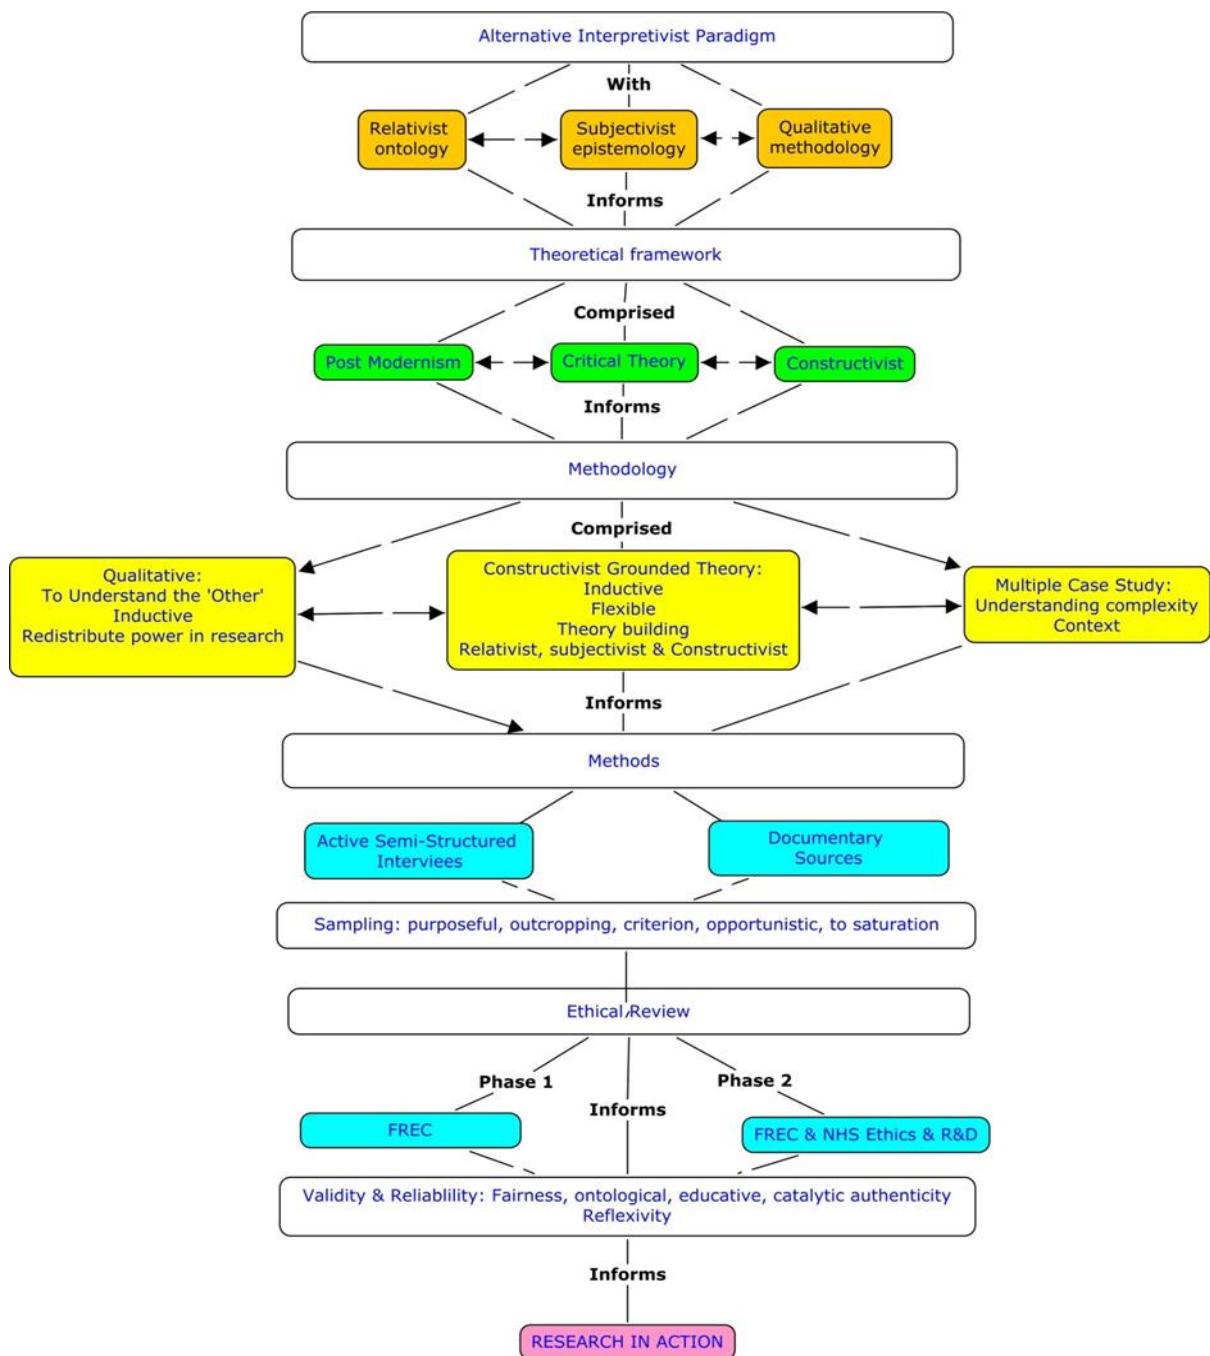 Alternative Interpretivist Paradigm
With
Relativist
ontology
Subjectivist
epistemology
Qualitative
methodology
Informs
Theoretical framework
Comprised
Post Modernism
Critical Theory
Constructivist
Informs
Methodology
Comprised
Qualitative:
To Understand the 'Other'
Inductive
Redistribute power in research
Constructivist Grounded Theory:
Inductive
Flexible
Theory building
Relativist, subjectivist & Constructivist
Multiple Case Study:
Understanding complexity
Context
Informs
Methods
Active Semi-Structured
Interviees
Documentary
Sources
Sampling: purposeful, outcropping, criterion, opportunistic, to saturation
Ethical Review
Phase 1
Informs
Phase 2
FREC
FREC & NHS Ethics & R&D
Validity & Reliablility: Fairness, ontological, educative, catalytic authenticity
Reflexivity
Informs
RESEARCH IN ACTION